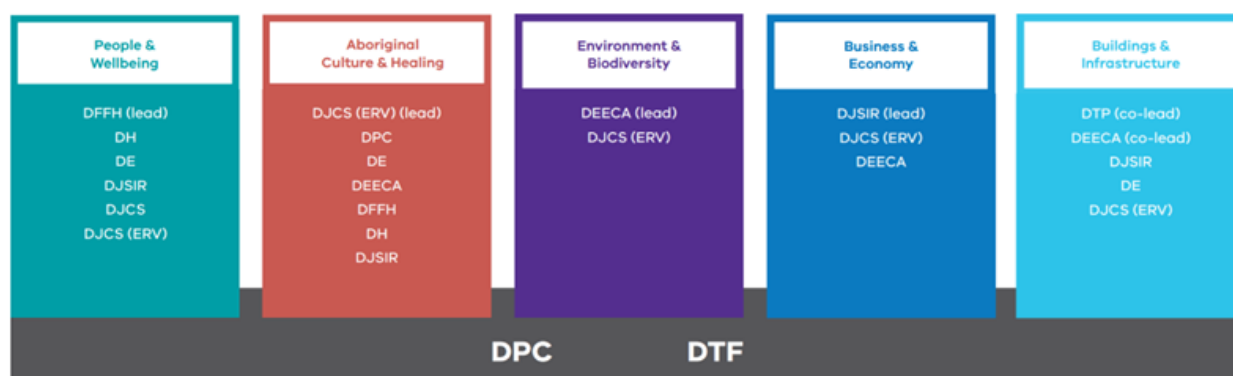 People &
Wellbeing
DFFH (lead)
DH
DE
DJSIR
DJCS
DJCS (ERV)
Aboriginal
Culture & Healing
DJCS (ERV) (lead)
DPC
DE
DEECA
DFFH
DH
DJSIR
Environment &
Biodiversity
DEECA (lead)
DJCS (ERV)
Business &
Economy
DJSIR (lead)
DJCS (ERV)
DEECA
Buildings &
Infrastructure
DTP (co-lead)
DEECA (co-lead)
DJSIR
DE
DJCS (ERV)
DPC DTF